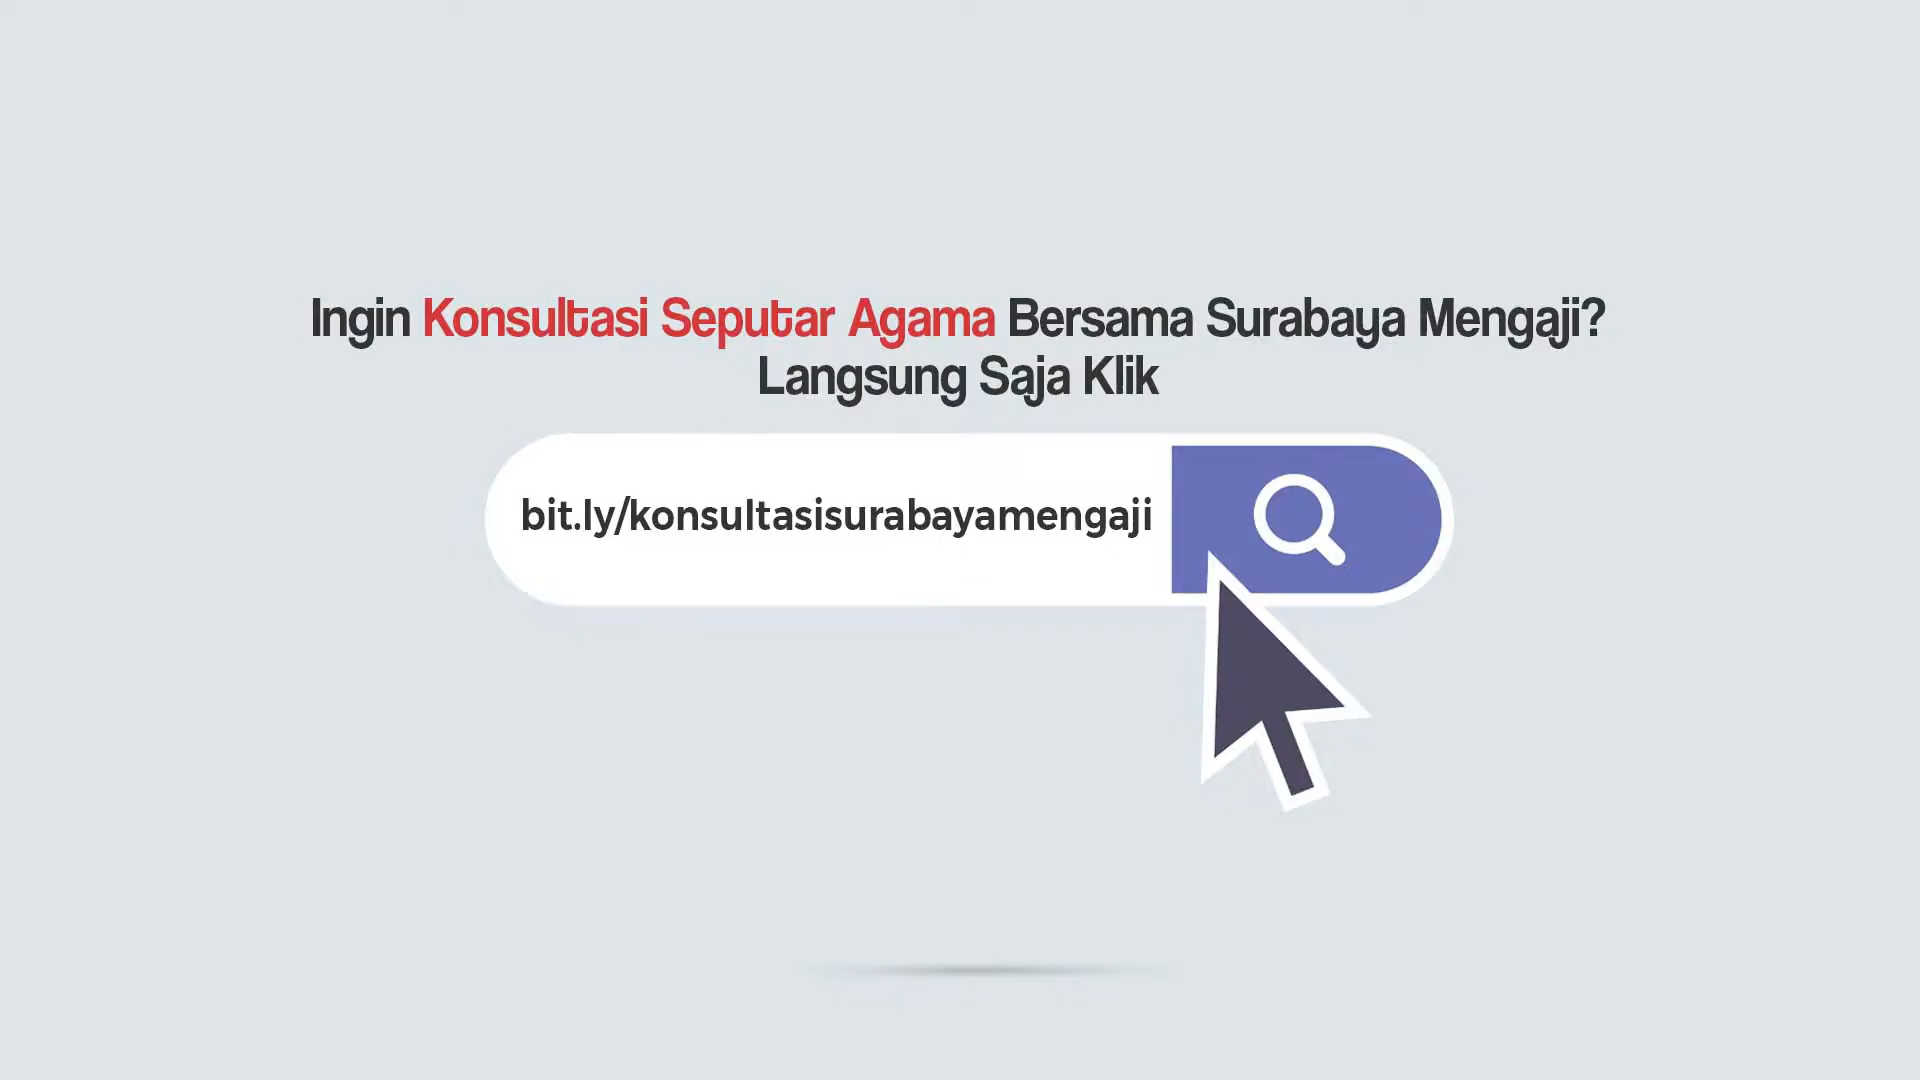 Ingin Konsultasi Seputar Agama Bersama Surabaya Mengaji?
Langsung Saja Klik
bit.ly/konsultasisurabayamengaji